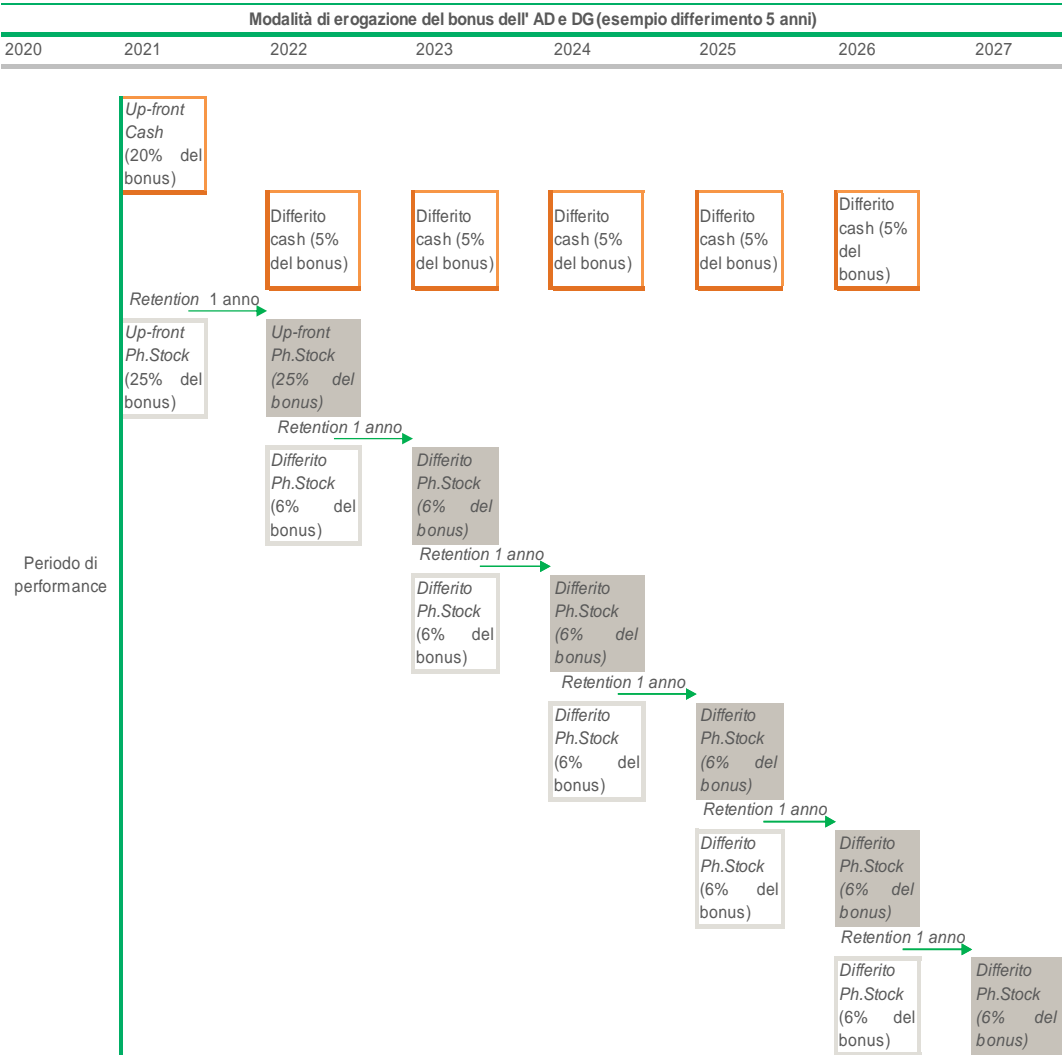 Modalità di erogazione del bonus dell' AD e DG (esempio differimento 5 anni)
2020 2021 2022 2023 2024 2025 2026 2027
Up-front
Cash
(20% del
bonus)
Differito
cash (5%
del bonus)
Differito
cash (5%
del bonus)
Differito
cash (5%
del bonus)
Differito
cash (5%
del bonus)
Differito
cash (5%
del
bonus)
Retention 1 anno
Up-front
Ph.Stock
(25% del
bonus)
Up-front
Ph.Stock
(25% del
bonus)
Retention 1 anno
Differito
Ph.Stock
(6% del
bonus)
Differito
Ph.Stock
(6% del
bonus)
Retention 1 anno
Periodo di
performance
Differito
Ph.Stock
(6% del
bonus)
Differito
Ph.Stock
(6% del
bonus)
Retention 1 anno
Differito
Ph.Stock
(6% del
bonus)
Differito
Ph.Stock
(6% del
bonus)
Retention 1 anno
Differito
Ph.Stock
(6% del
bonus)
Differito
Ph.Stock
(6% del
bonus)
Retention 1 anno
Differito
Ph.Stock
(6% del
bonus)
Differito
Ph.Stock
(6% del
bonus)